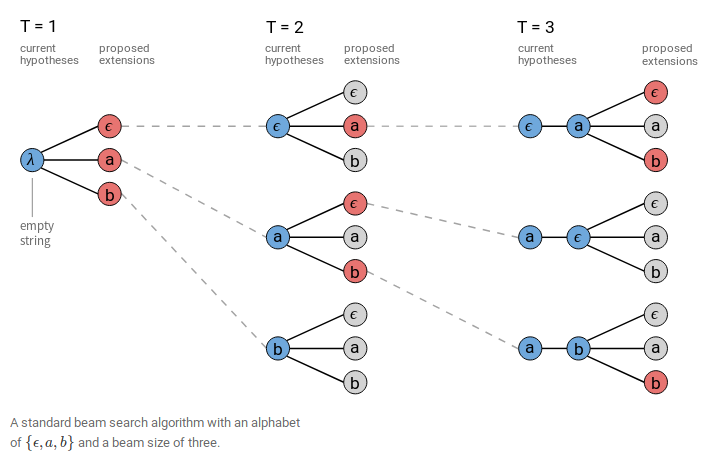 T = 1
T = 2
T = 3
current
hypotheses
proposed
extensions
current
hypotheses
proposed
extensions
current
hypotheses
proposed
extensions
λ
ϵ
a
b
empty
string
ϵ
ϵ
a
b
a
ϵ
a
b
b
ϵ
a
b
ϵ
a
ϵ
a
b
a
ϵ
ϵ
a
b
a
b
ϵ
a
b
A standard beam search algorithm with an alphabet
of {ϵ, a, b} and a beam size of three.